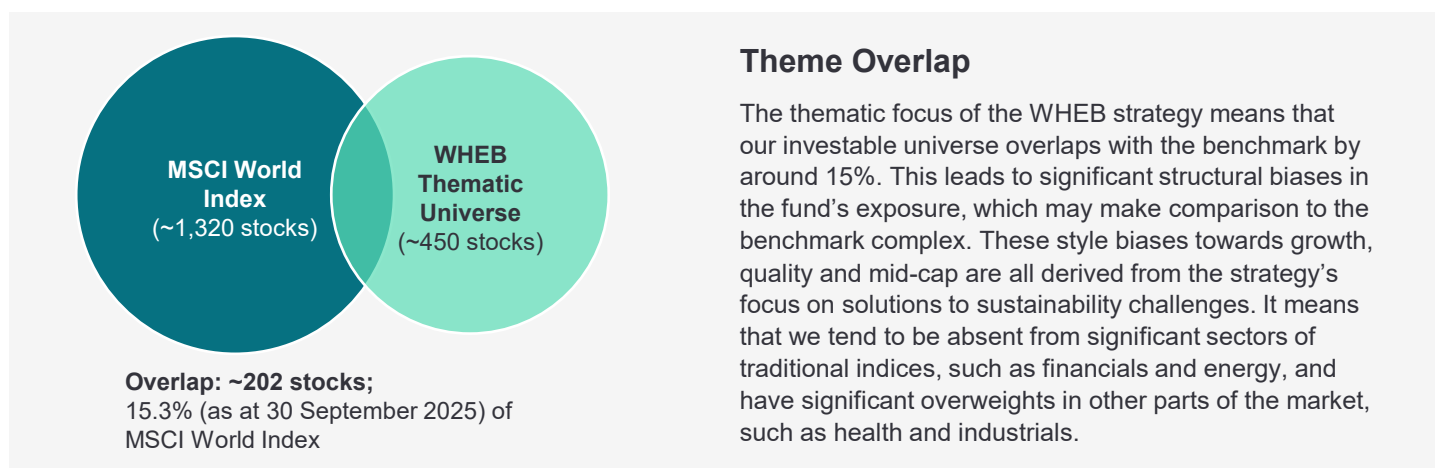 MSCI World
Index
(~1,320 stocks)
WHEB
Thematic
Universe
(~450 stocks)
Overlap: ~202 stocks;
15.3% (as at 30 September 2025) of
MSCI World Index
Theme Overlap
The thematic focus of the WHEB strategy means that
our investable universe overlaps with the benchmark by
around 15%. This leads to significant structural biases in
the fund’s exposure, which may make comparison to the
benchmark complex. These style biases towards growth,
quality and mid-cap are all derived from the strategy’s
focus on solutions to sustainability challenges. It means
that we tend to be absent from significant sectors of
traditional indices, such as financials and energy, and
have significant overweights in other parts of the market,
such as health and industrials.